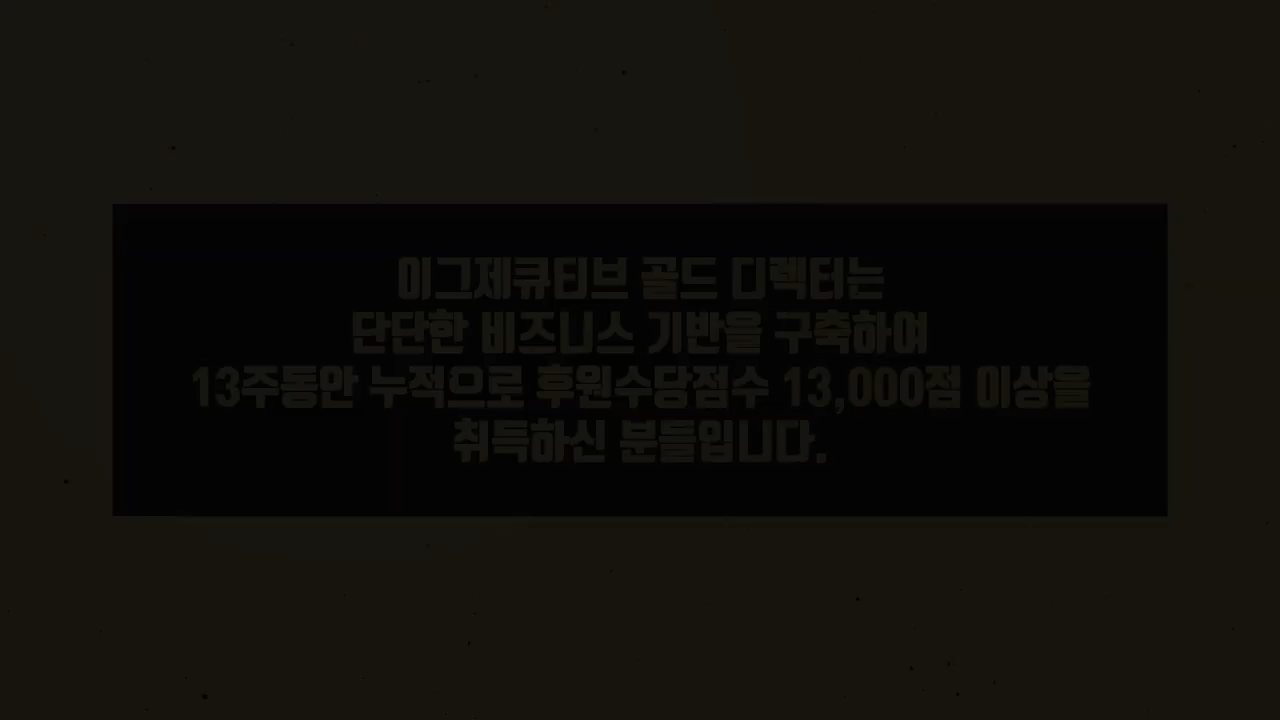 이그제큐티브 골드 디렉터는
단단한 비즈니스 기반을 구축하여
13주동안 누적으로 후원수당점수 13,000점 이상을
취득하신 분들입니다.